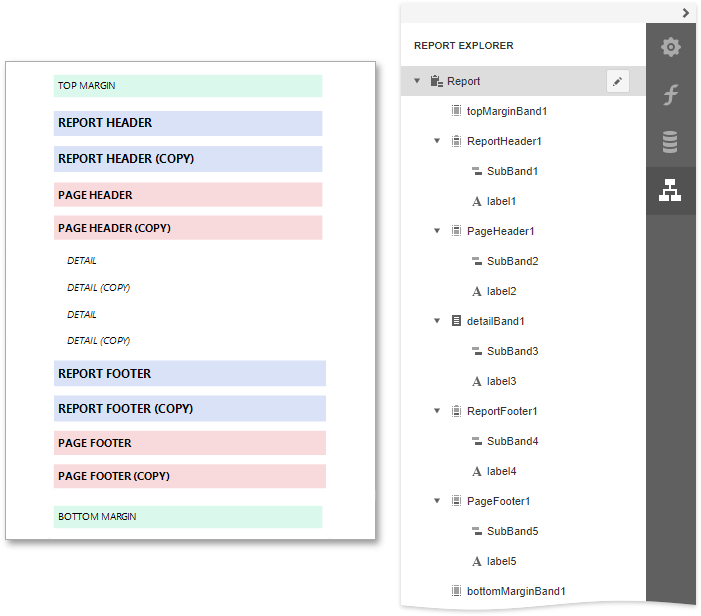 TOP MARGIN
REPORT HEADER
REPORT HEADER (COPY)
PAGE HEADER
PAGE HEADER (COPY)
DETAIL
DETAIL (COPY)
DETAIL
DETAIL (COPY)
REPORT FOOTER
REPORT FOOTER (COPY)
PAGE FOOTER
PAGE FOOTER (COPY)
BOTTOM MARGIN
REPORT EXPLORER
Report
topMarginBand1
ReportHeader1
SubBand1
A label1
PageHeader1
SubBand2
A label2
detailBand1
SubBand3
A label3
ReportFooter1
SubBand4
A label4
PageFooter1
SubBand5
A label5
bottomMarginBand1